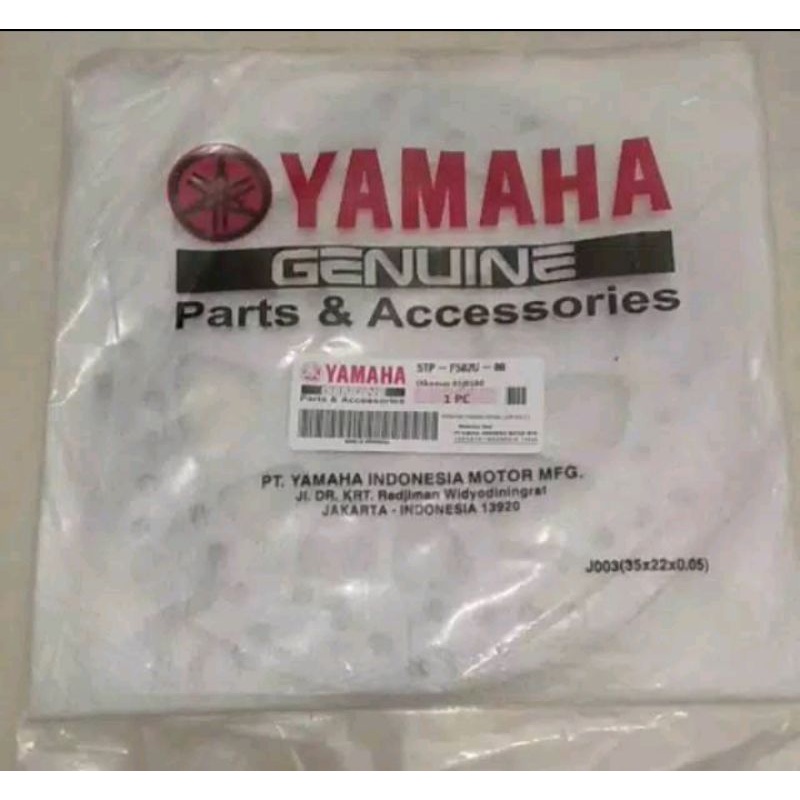 YAMAHA
GENUINE
Parts & Accessories
YAMAHA
GENUINE
Parts & Accessories
1 PC
PT. YAMAHA INDONESIA MOTOR MFG.
Jl. DR. KRT. Radjiman Widyodiningrat
JAKARTA - INDONESIA 13920
J003(35x22x0.05)